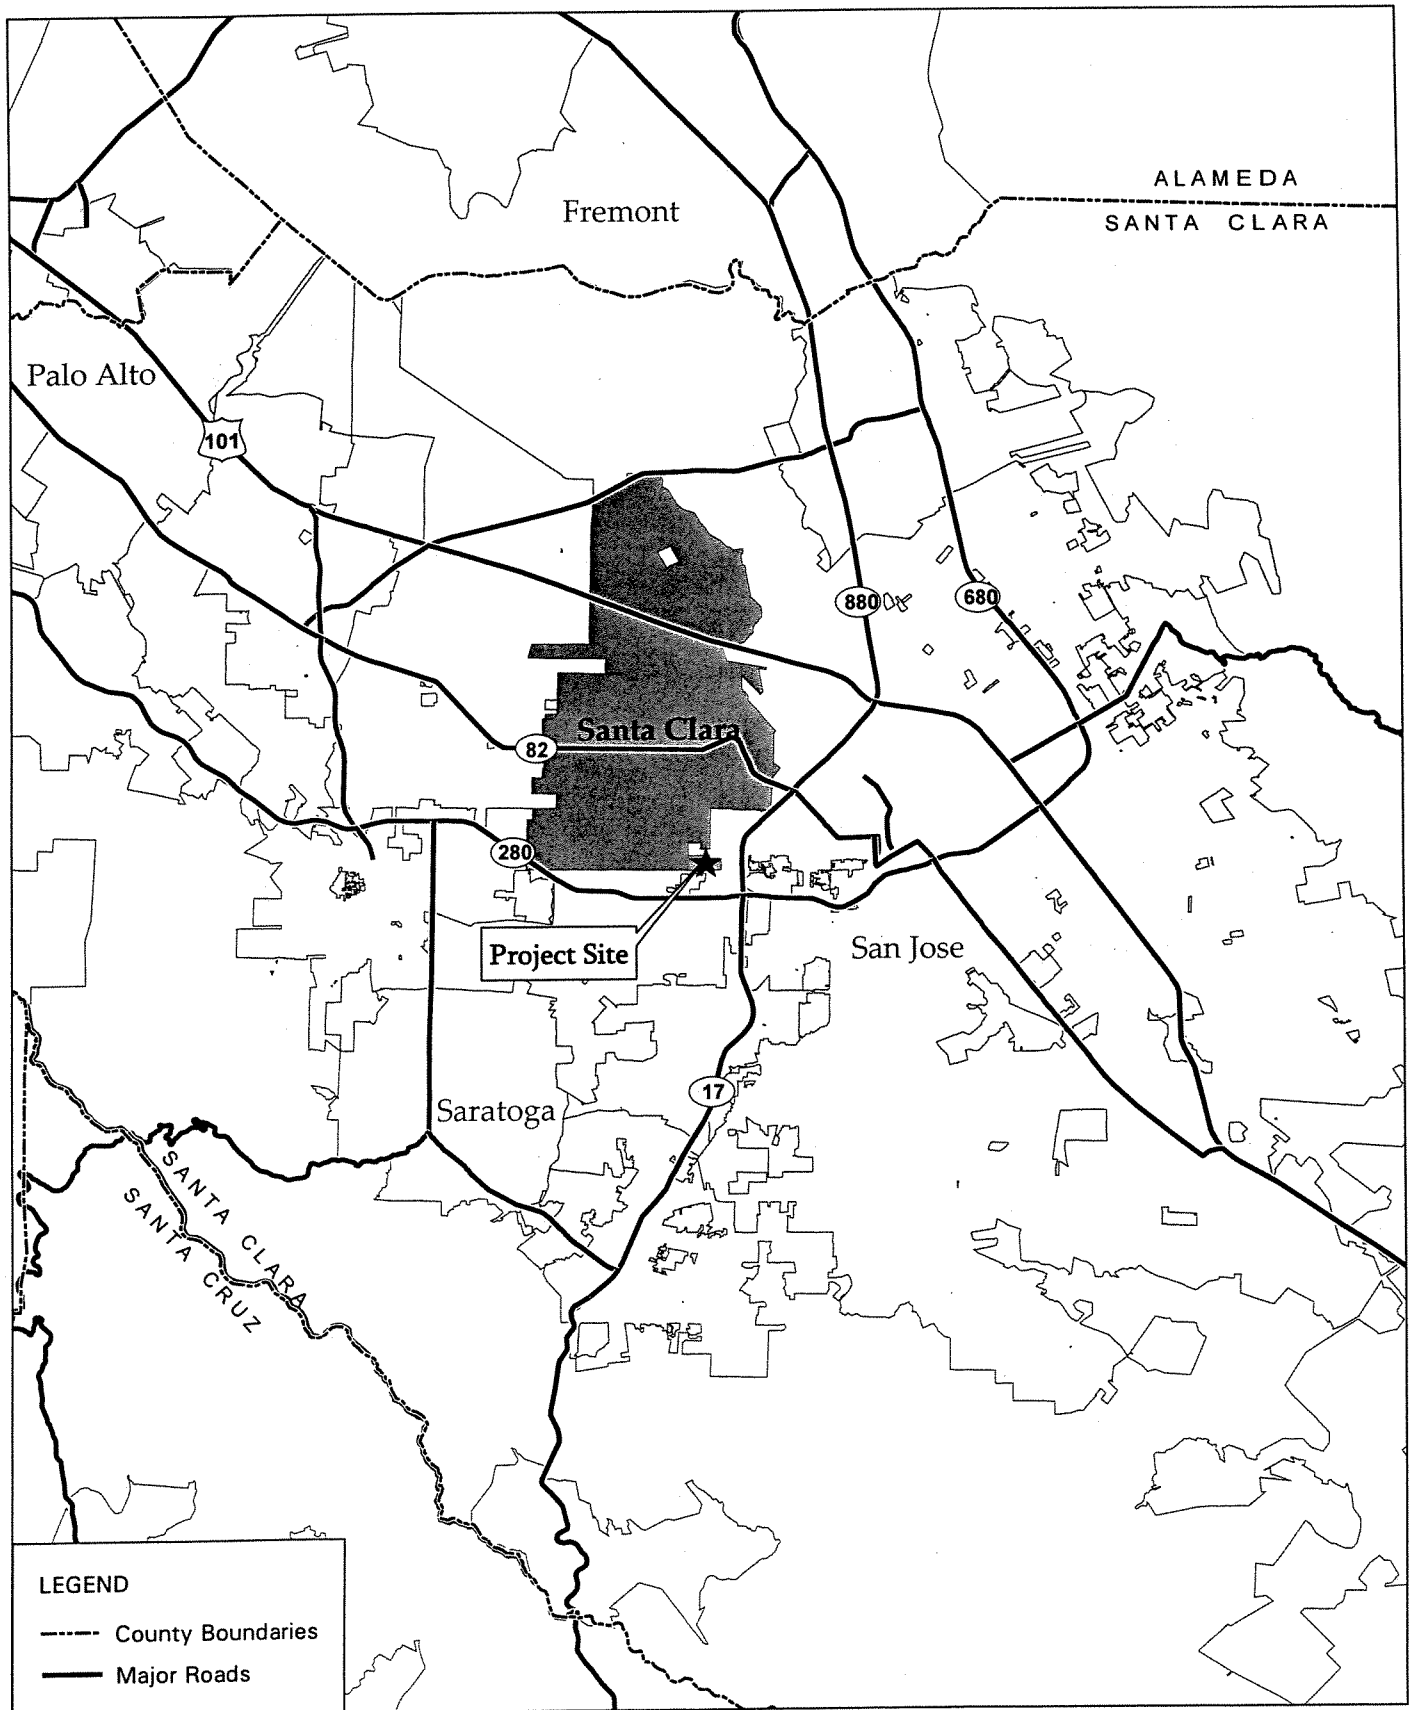 ALAMEDA
SANTA CLARA
Fremont
Palo Alto
101
880
680
Santa Clara
82
280
Project Site
San Jose
17
Saratoga
SANTA CLARA
SANTA CRUZ
LEGEND
County Boundaries
Major Roads